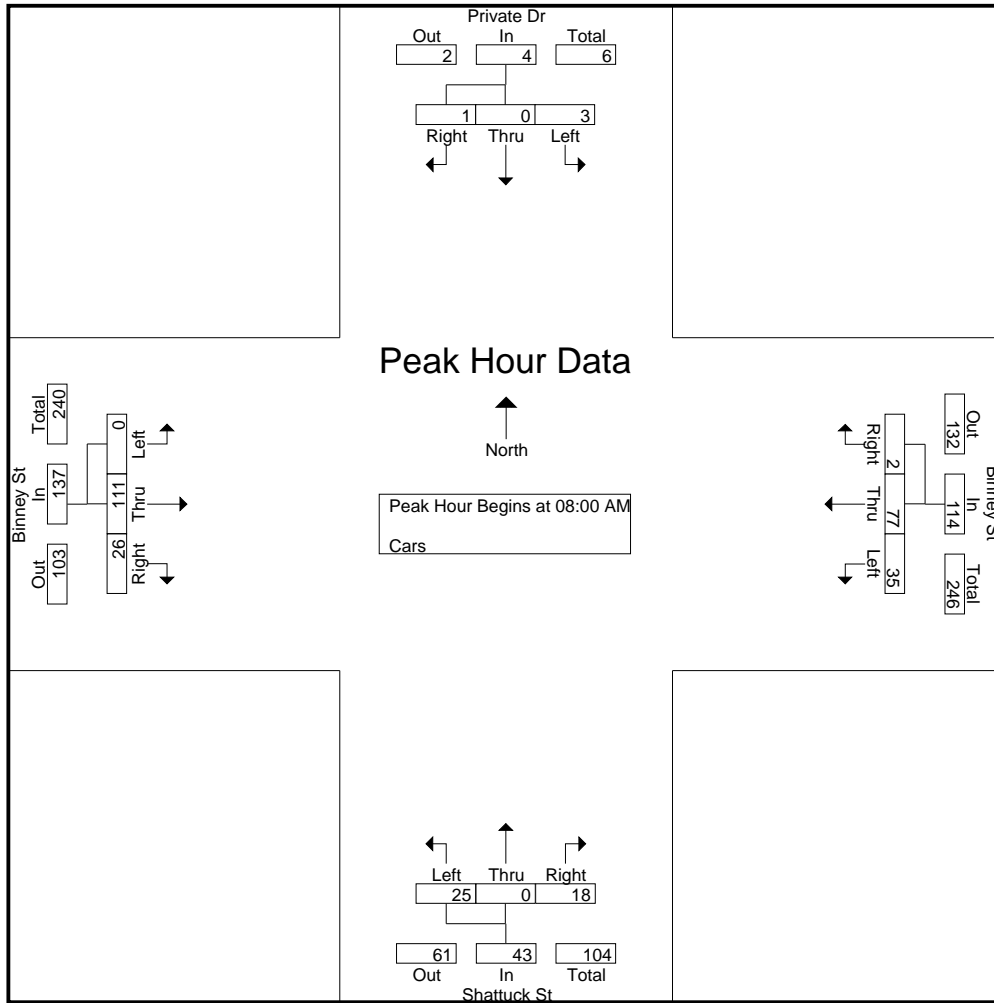 Private Dr
Out In Total
2 4 6
1 0 3
Right Thru Left
Peak Hour Data
North
Peak Hour Begins at 08:00 AM
Cars
Binney St
Total In Out
240 137 103
0 111 26
Left Thru Right
Right Thru Left
2 77 35
132 114 246
Out In Total
Binney St
Left Thru Right
25 0 18
61 43 104
Out In Total
Shattuck St